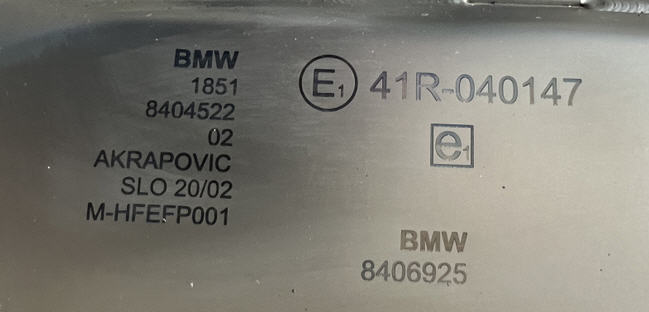 BMW
1851
8404522
02
AKRAPOVIC
SLO 20/02
M-HFEFP001
E1 41R-040147
e1
BMW
8406925